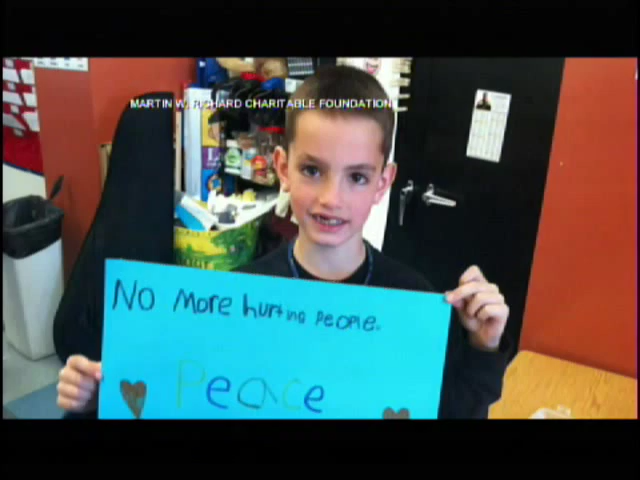 MARTIN W. RICHARD CHARITABLE FOUNDATION
No More hurting people.
Peace